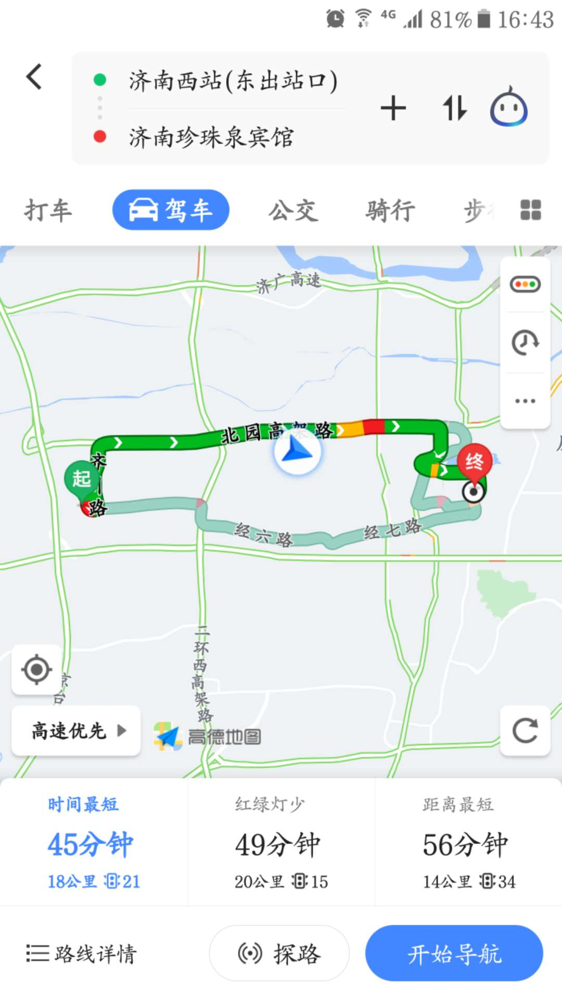 4G 81% 16:43
济南西站(东出站口)
济南珍珠泉宾馆
打车 驾车 公交 骑行 步
济广高速
北园高架路
终
起
路
经六路
经七路
二环西高架路
京台
高速优先
高德地图
时间最短 红绿灯少 距离最短
45分钟 49分钟 56分钟
18公里 21 20公里 15 14公里 34
路线详情 探路 开始导航